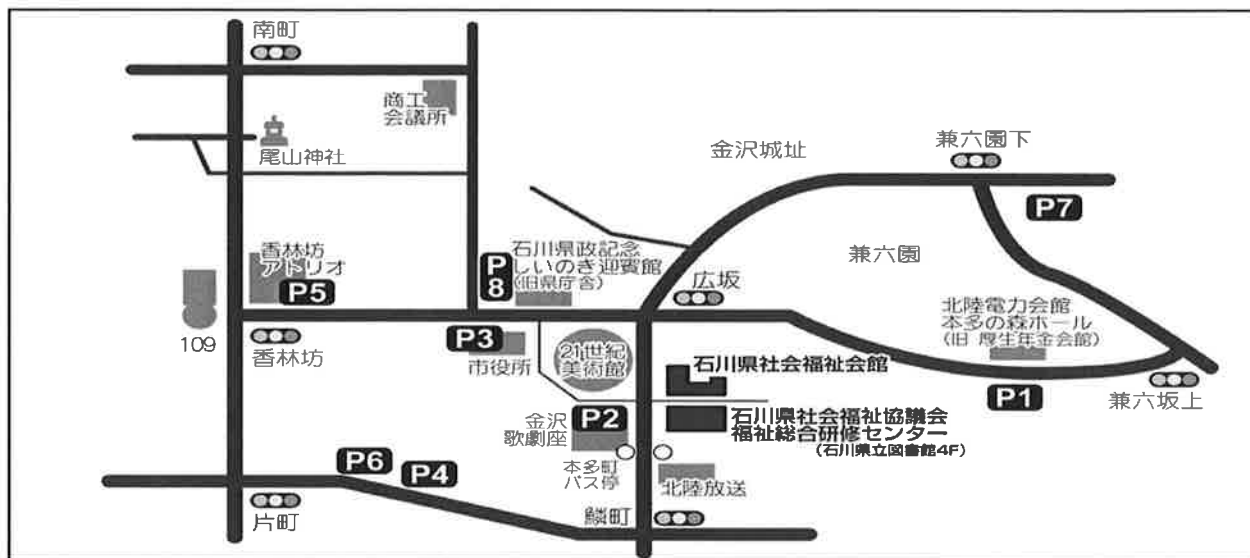 南町
商工
会議所
尾山神社
金沢城址
兼六園下
P7
香林坊
アトリオ
P5
P
8
石川県政記念
しいのき迎賓館
(旧県庁舎)
広坂
兼六園
北陸電力会館
本多の森ホール
(旧 厚生年金会館)
109
香林坊
P3
市役所
21世紀
美術館
石川県社会福祉会館
P1
兼六坂上
金沢
歌劇座
P2
石川県社会福祉協議会
福祉総合研修センター
(石川県立図書館4F)
P6
P4
本多町
バス停
北陸放送
片町
鱗町